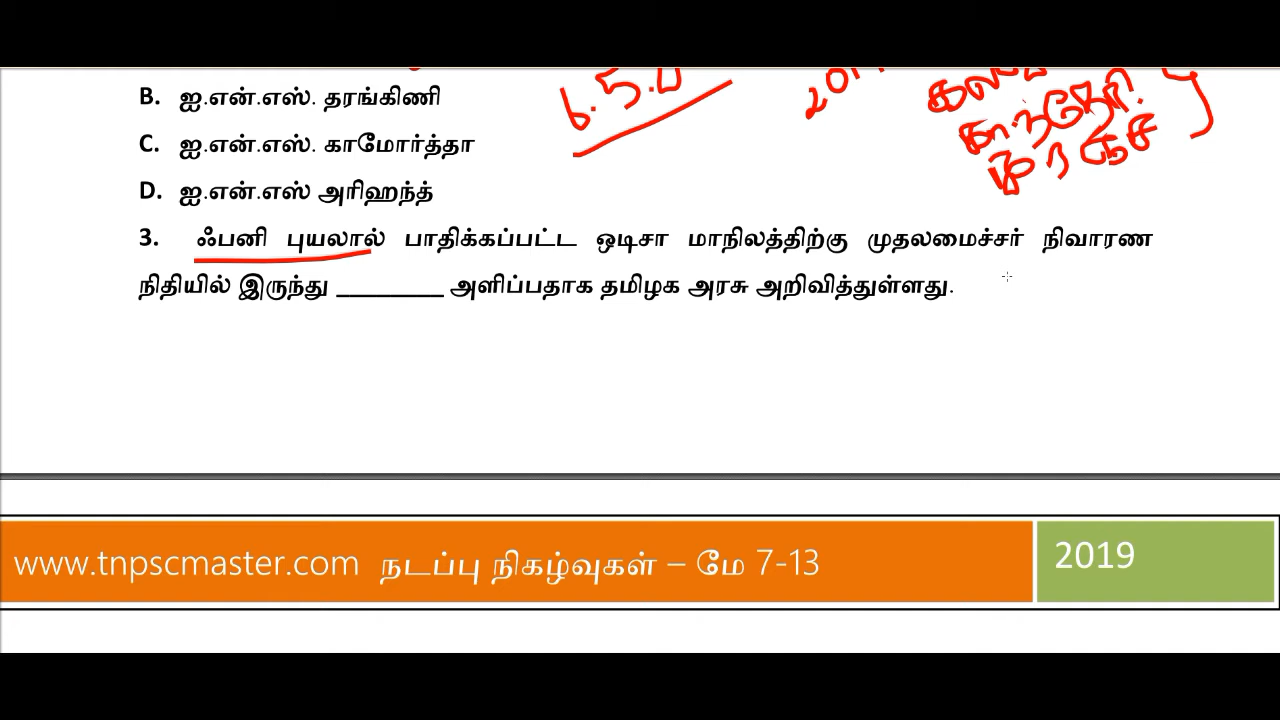 B. ஐ.என்.எஸ். தரங்கிணி
C. ஐ.என்.எஸ். காமோர்த்தா
D. ஐ.என்.எஸ் அரிஹந்த்
3. ஃபனி புயலால் பாதிக்கப்பட்ட ஒடிசா மாநிலத்திற்கு முதலமைச்சர் நிவாரண
நிதியில் இருந்து ________ அளிப்பதாக தமிழக அரசு அறிவித்துள்ளது.
www.tnpscmaster.com நடப்பு நிகழ்வுகள் – மே 7-13
2019